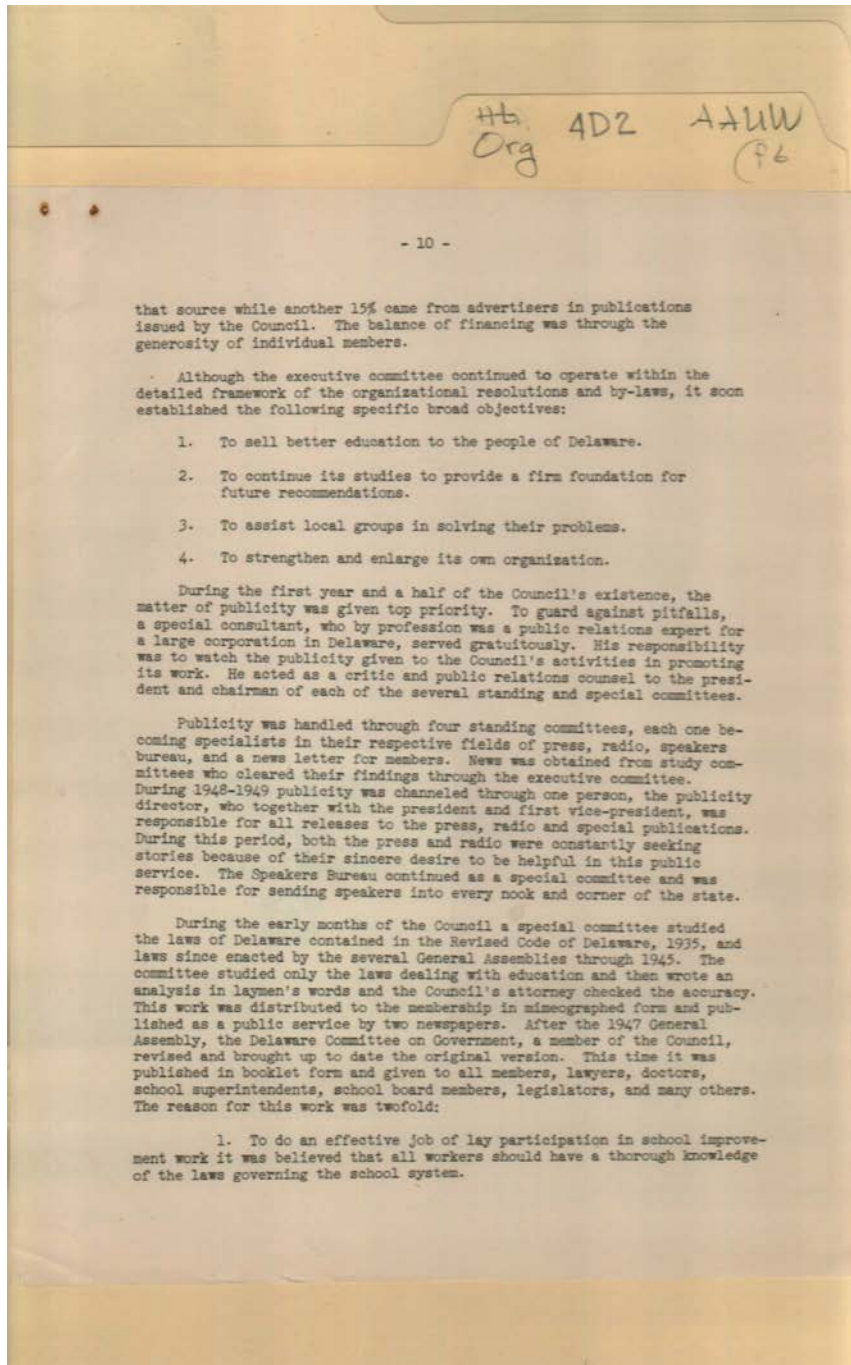 4D2 AAUW
Org
- 10 -
that source while another 15% came from advertisers in publications
issued by the Council. The balance of financing was through the
generosity of individual members.
Although the executive committee continued to operate within the
detailed framework of the organizational resolutions and by-laws, it soon
established the following specific broad objectives:
1. To sell better education to the people of Delaware.
2. To continue its studies to provide a firm foundation for
future recommendations.
3. To assist local groups in solving their problems.
4. To strengthen and enlarge its own organization.
During the first year and a half of the Council's existence, the
matter of publicity was given top priority. To guard against pitfalls,
a special consultant, who by profession was a public relations expert for
a large corporation in Delaware, served gratuitously. His responsibility
was to watch the publicity given to the Council's activities in promoting
its work. He acted as a critic and public relations counsel to the presi-
dent and chairman of each of the several standing and special committees.
Publicity was handled through four standing committees, each one be-
coming specialists in their respective fields of press, radio, speakers
bureau, and a news letter for members. News was obtained from study com-
mittees who cleared their findings through the executive committee.
During 1948-1949 publicity was channeled through one person, the publicity
director, who together with the president and first vice-president, was
responsible for all releases to the press, radio and special publications.
During this period, both the press and radio were constantly seeking
stories because of their sincere desire to be helpful in this public
service. The Speakers Bureau continued as a special committee and was
responsible for sending speakers into every nook and corner of the state.
During the early months of the Council a special committee studied
the laws of Delaware contained in the Revised Code of Delaware, 1935, and
laws since enacted by the several General Assemblies through 1945. The
committee studied only the laws dealing with education and then wrote an
analysis in laymen's words and the Council's attorney checked the accuracy.
This work was distributed to the membership in mimeographed form and pub-
lished as a public service by two newspapers. After the 1947 General
Assembly, the Delaware Committee on Government, a member of the Council,
revised and brought up to date the original version. This time it was
published in booklet form and given to all members, lawyers, doctors,
school superintendents, school board members, legislators, and many others.
The reason for this work was twofold:
1. To do an effective job of lay participation in school improve-
ment work it was believed that all workers should have a thorough knowledge
of the laws governing the school system.